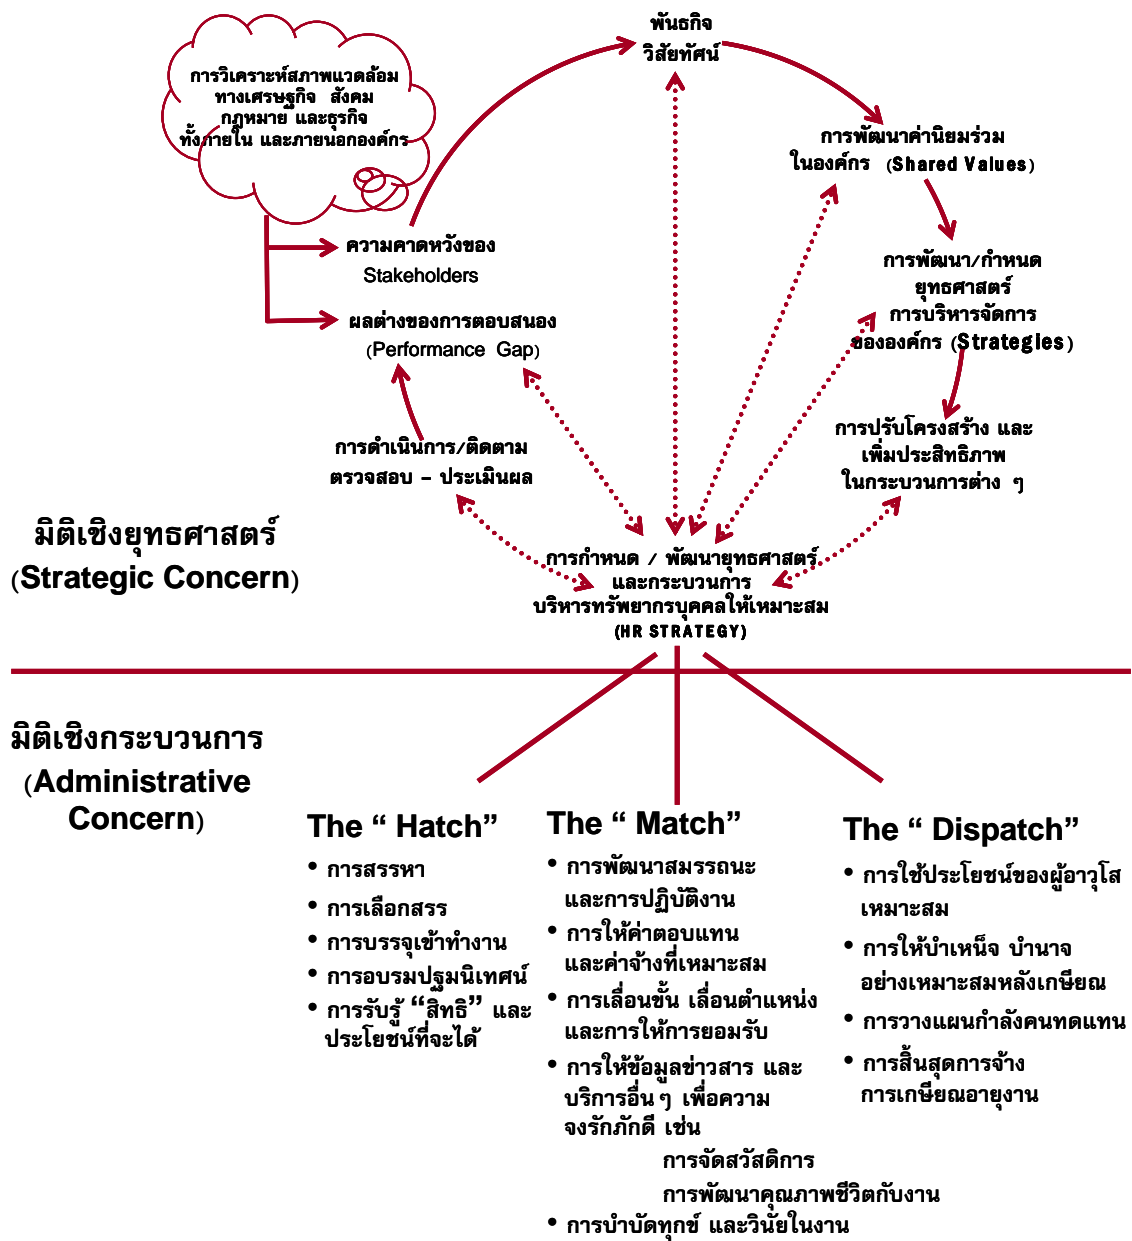 พันธกิจ
วิสัยทัศน์
การวิเคราะห์สภาพแวดล้อม
ทางเศรษฐกิจ สังคม
กฎหมาย และธุรกิจ
ทั้งภายใน และภายนอกองค์กร
การพัฒนาค่านิยมร่วม
ในองค์กร (Shared Values)
ความคาดหวังของ
Stakeholders
การพัฒนา/กำหนด
ยุทธศาสตร์
การบริหารจัดการ
ขององค์กร (Strategies)
ผลต่างของการตอบสนอง
(Performance Gap)
การปรับโครงสร้าง และ
เพิ่มประสิทธิภาพ
ในกระบวนการต่าง ๆ
การดำเนินการ/ติดตาม
ตรวจสอบ – ประเมินผล
มิติเชิงยุทธศาสตร์
(Strategic Concern)
การกำหนด / พัฒนายุทธศาสตร์
และกระบวนการ
บริหารทรัพยากรบุคคลให้เหมาะสม
(HR STRATEGY)
มิติเชิงกระบวนการ
(Administrative
Concern)
The “ Hatch”
• การสรรหา
• การเลือกสรร
• การบรรจุเข้าทำงาน
• การอบรมปฐมนิเทศน์
• การรับรู้ “สิทธิ” และ
ประโยชน์ที่จะได้
The “ Match”
• การพัฒนาสมรรถนะ
และการปฏิบัติงาน
• การให้ค่าตอบแทน
และค่าจ้างที่เหมาะสม
• การเลื่อนขั้น เลื่อนตำแหน่ง
และการให้การยอมรับ
• การให้ข้อมูลข่าวสาร และ
บริการอื่น ๆ เพื่อความ
จงรักภักดี เช่น
การจัดสวัสดิการ
การพัฒนาคุณภาพชีวิตกับงาน
• การบำบัดทุกข์ และวินัยในงาน
The “ Dispatch”
• การใช้ประโยชน์ของผู้อาวุโส
เหมาะสม
• การให้บำเหน็จ บำนาจ
อย่างเหมาะสมหลังเกษียณ
• การวางแผนกำลังคนทดแทน
• การสิ้นสุดการจ้าง
การเกษียณอายุงาน